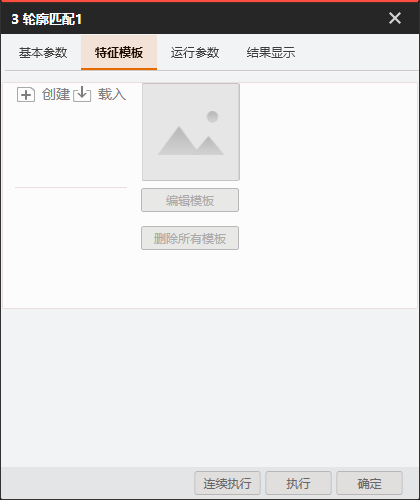 3 轮廓匹配1
基本参数 特征模板 运行参数 结果显示
创建 载入
编辑模板
删除所有模板
连续执行 执行 确定